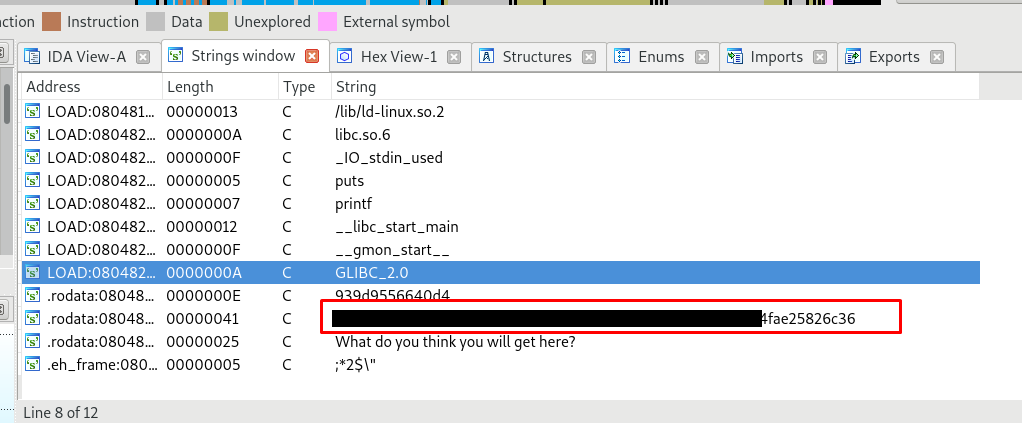 ction Instruction Data Unexplored External symbol
IDA View-A Strings window Hex View-1 Structures Enums Imports Exports
Address Length Type String
LOAD:080481... 00000013 C /lib/ld-linux.so.2
LOAD:080482... 0000000A C libc.so.6
LOAD:080482... 0000000F C _IO_stdin_used
LOAD:080482... 00000005 C puts
LOAD:080482... 00000007 C printf
LOAD:080482... 00000012 C __libc_start_main
LOAD:080482... 0000000F C __gmon_start__
LOAD:080482... 0000000A C GLIBC_2.0
.rodata:08048... 0000000E C 939d9556640d4
.rodata:08048... 00000041 C 4fae25826c36
.rodata:08048... 00000025 C What do you think you will get here?
.eh_frame:080... 00000005 C ;*2$\"
Line 8 of 12